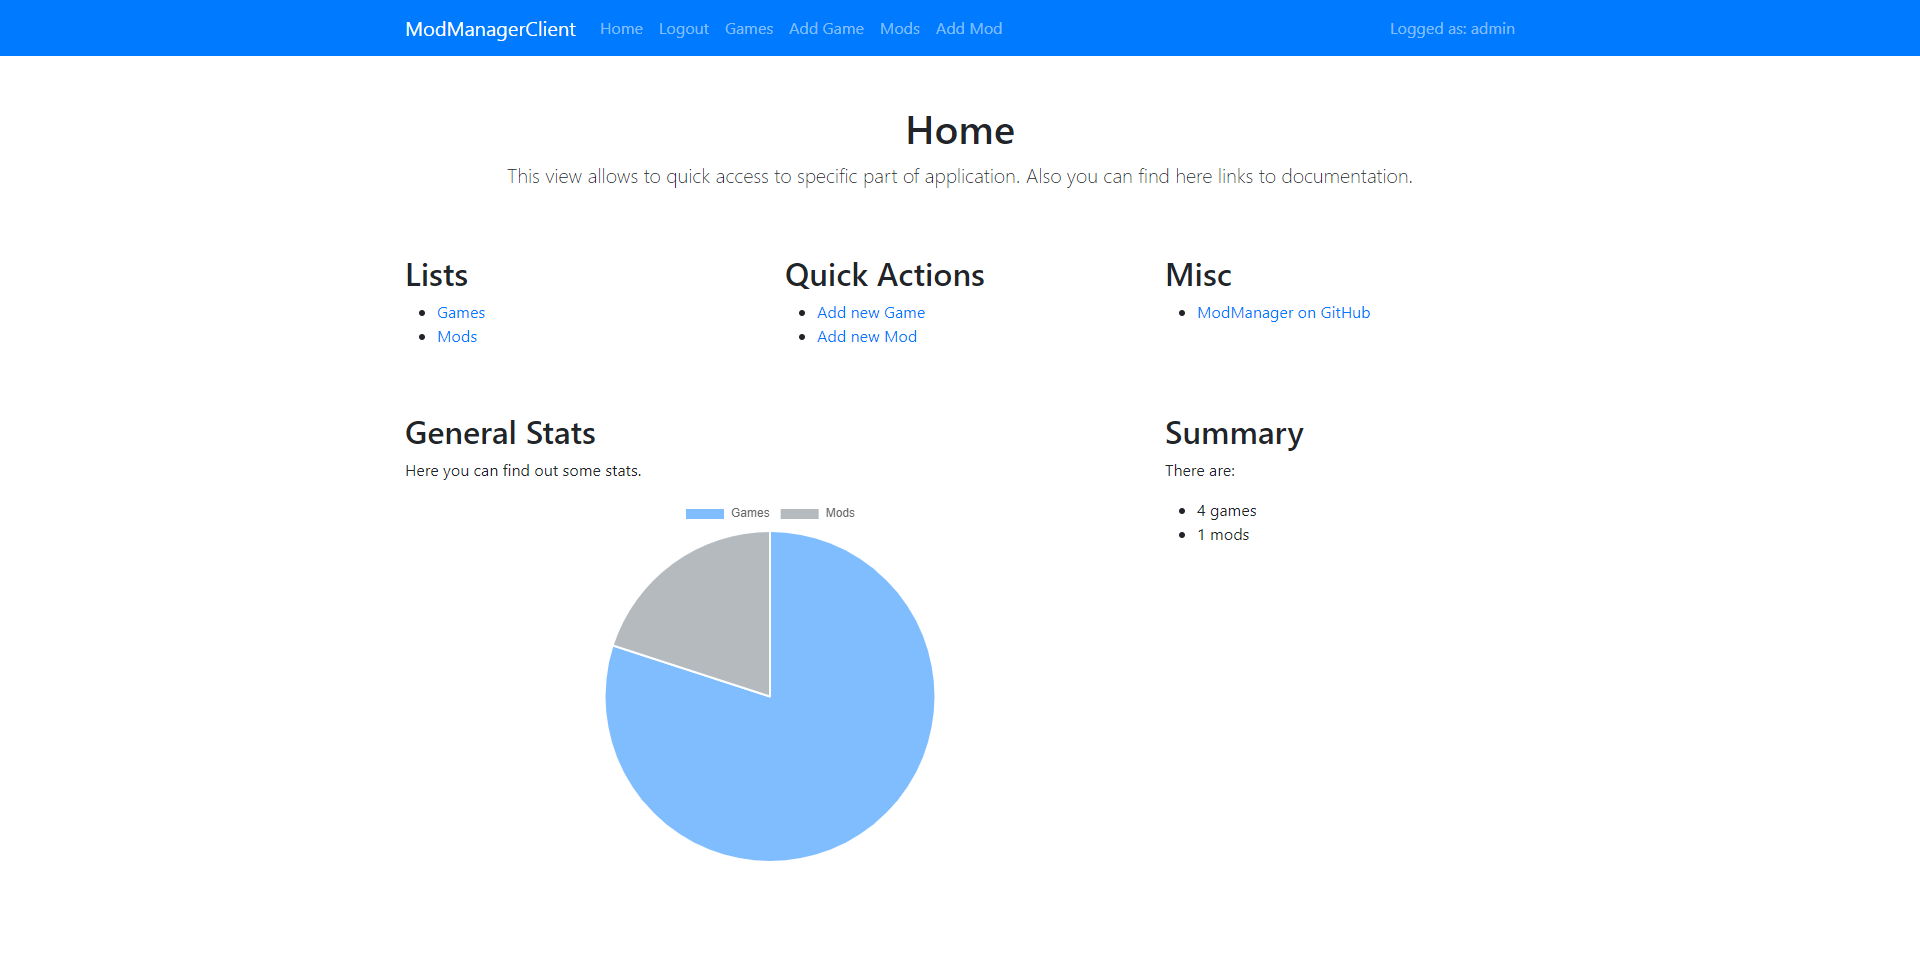 ModManagerClient Home Logout Games Add Game Mods Add Mod Logged as: admin
Home
This view allows to quick access to specific part of application. Also you can find here links to documentation.
Lists
Games
Mods
Quick Actions
Add new Game
Add new Mod
Misc
ModManager on GitHub
General Stats
Here you can find out some stats.
Games Mods
Summary
There are:
4 games
1 mods